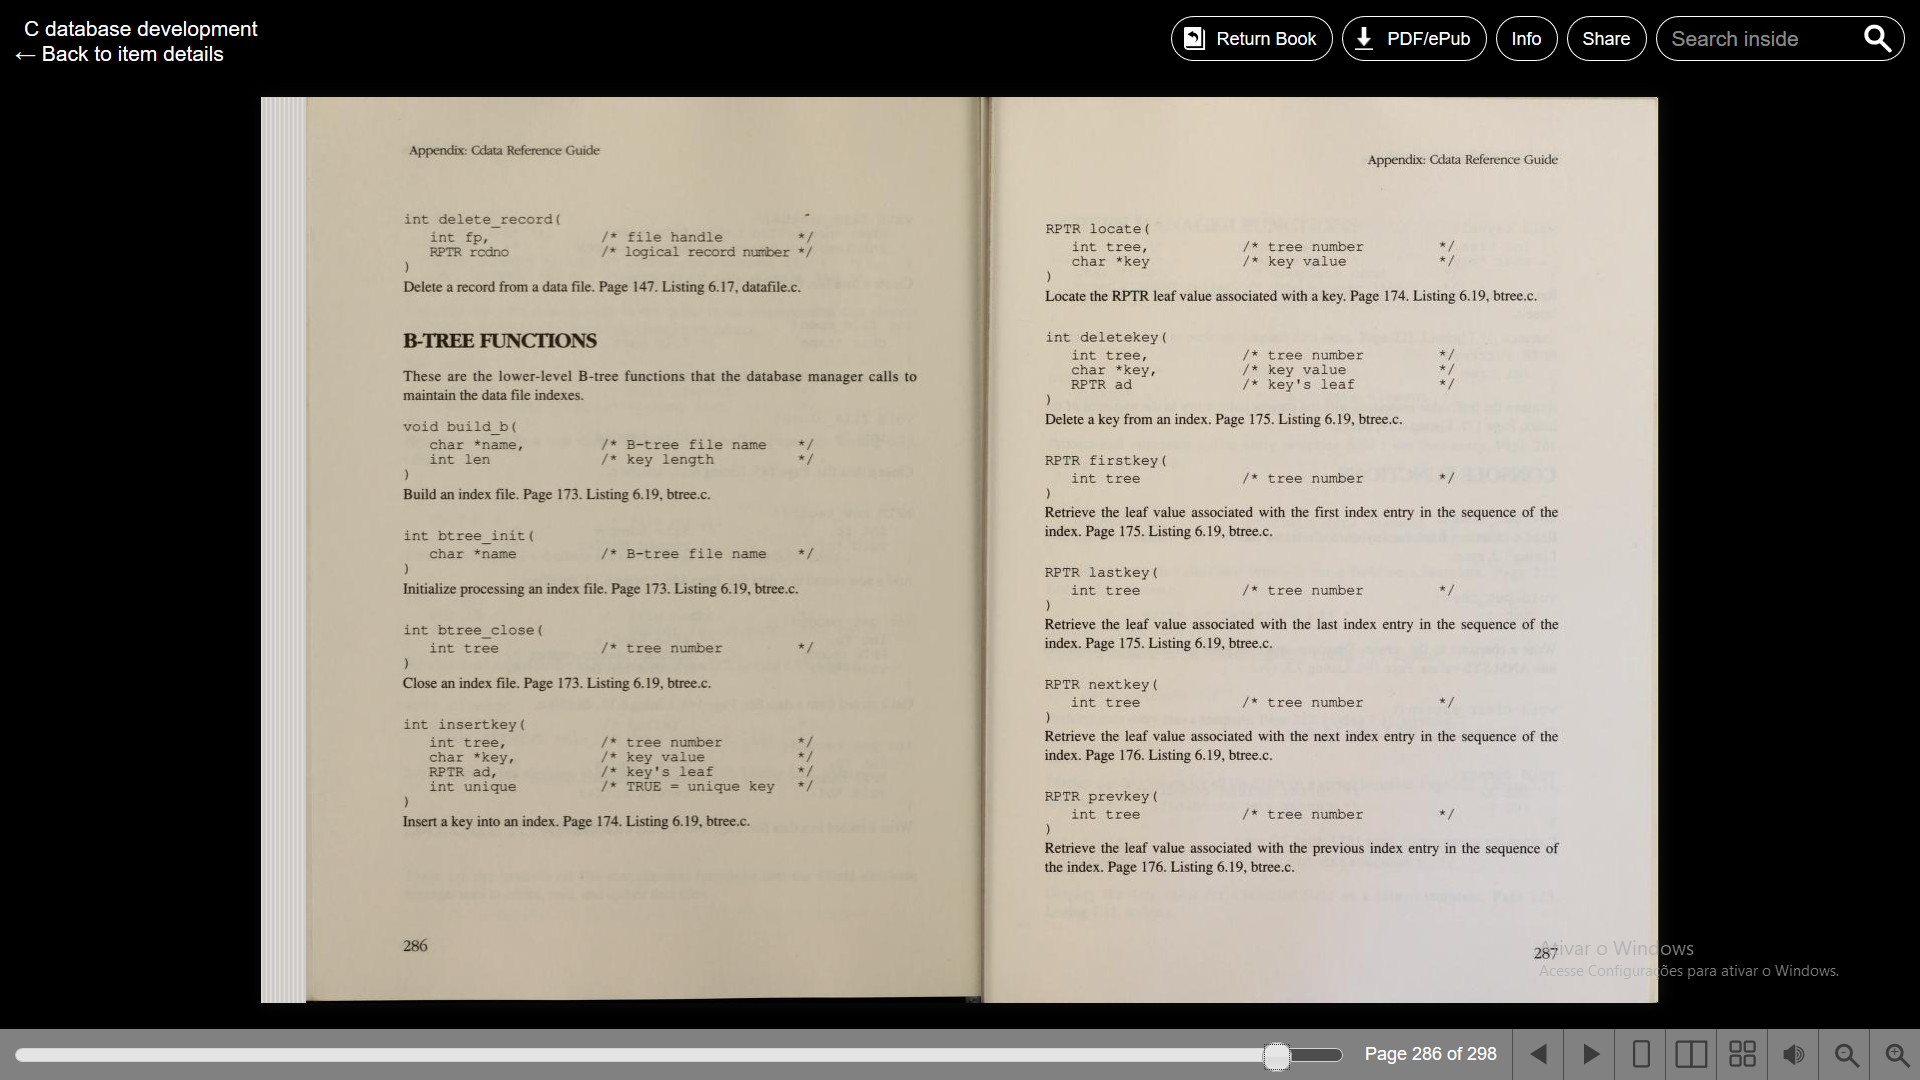 C database development
← Back to item details
Return Book
PDF/ePub
Info
Share
Search inside
Appendix: Cdata Reference Guide
int delete_record(
int fp, /* file handle */
RPTR rcdno /* logical record number */
)
Delete a record from a data file. Page 147. Listing 6.17, datafile.c.
B-TREE FUNCTIONS
These are the lower-level B-tree functions that the database manager calls to
maintain the data file indexes.
void build_b(
char *name, /* B-tree file name */
int len /* key length */
)
Build an index file. Page 173. Listing 6.19, btree.c.
int btree_init(
char *name /* B-tree file name */
)
Initialize processing an index file. Page 173. Listing 6.19, btree.c.
int btree_close(
int tree /* tree number */
)
Close an index file. Page 173. Listing 6.19, btree.c.
int insertkey(
int tree, /* tree number */
char *key, /* key value */
RPTR ad, /* key's leaf */
int unique /* TRUE = unique key */
)
Insert a key into an index. Page 174. Listing 6.19, btree.c.
286
Appendix: Cdata Reference Guide
RPTR locate(
int tree, /* tree number */
char *key /* key value */
)
Locate the RPTR leaf value associated with a key. Page 174. Listing 6.19, btree.c.
int deletekey(
int tree, /* tree number */
char *key, /* key value */
RPTR ad /* key's leaf */
)
Delete a key from an index. Page 175. Listing 6.19, btree.c.
RPTR firstkey(
int tree /* tree number */
)
Retrieve the leaf value associated with the first index entry in the sequence of the
index. Page 175. Listing 6.19, btree.c.
RPTR lastkey(
int tree /* tree number */
)
Retrieve the leaf value associated with the last index entry in the sequence of the
index. Page 175. Listing 6.19, btree.c.
RPTR nextkey(
int tree /* tree number */
)
Retrieve the leaf value associated with the next index entry in the sequence of the
index. Page 176. Listing 6.19, btree.c.
RPTR prevkey(
int tree /* tree number */
)
Retrieve the leaf value associated with the previous index entry in the sequence of
the index. Page 176. Listing 6.19, btree.c.
287
Ativar o Windows
Acesse Configurações para ativar o Windows.
Page 286 of 298